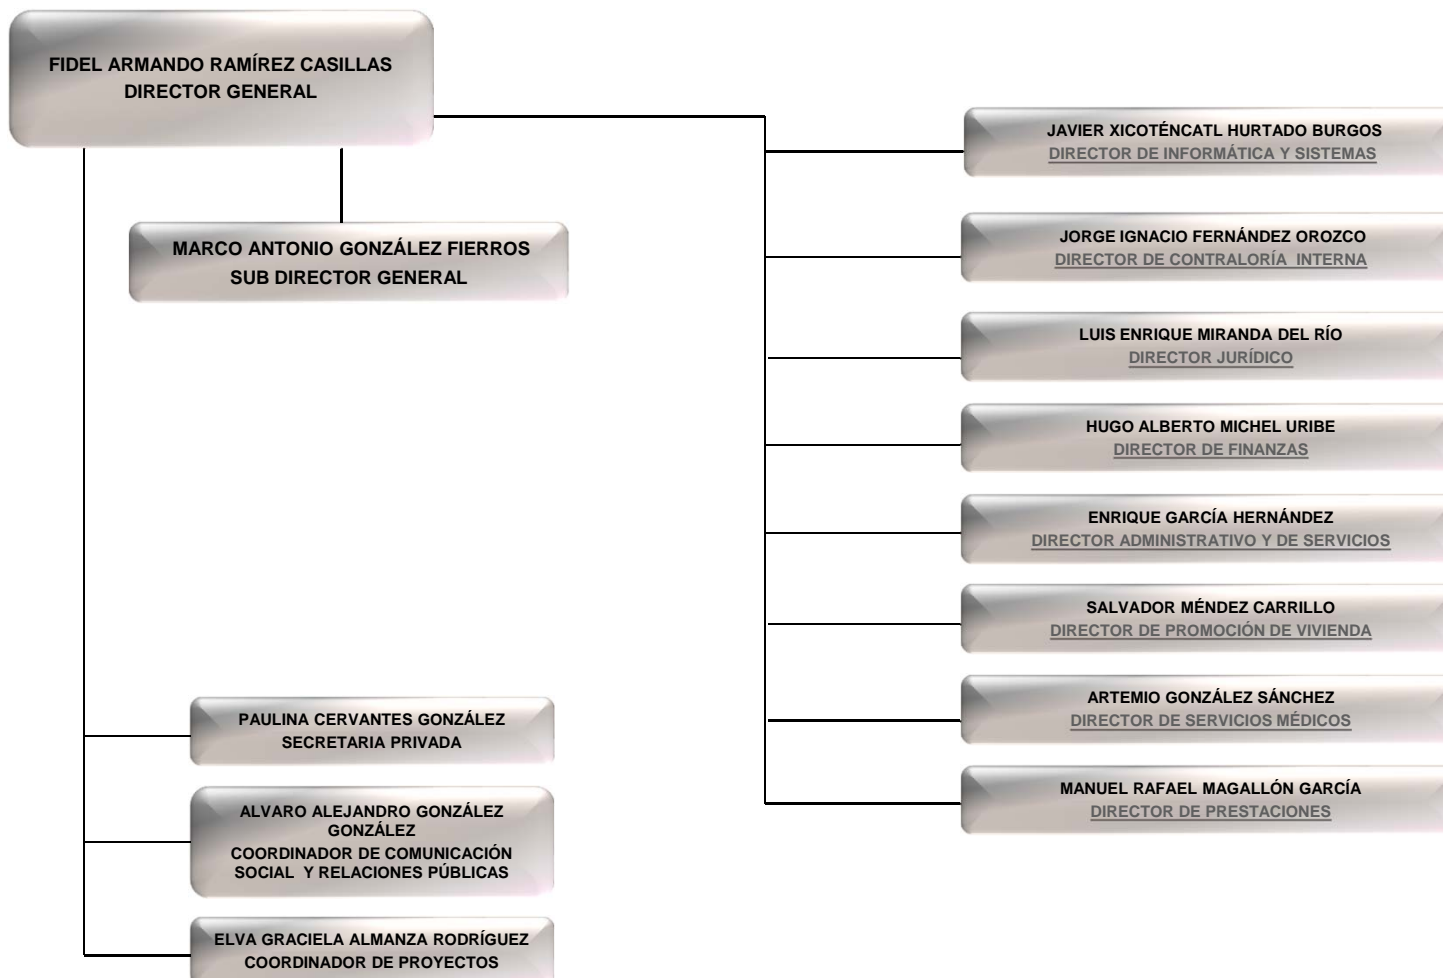 FIDEL ARMANDO RAMÍREZ CASILLAS
DIRECTOR GENERAL
MARCO ANTONIO GONZÁLEZ FIERROS
SUB DIRECTOR GENERAL
PAULINA CERVANTES GONZÁLEZ
SECRETARIA PRIVADA
ALVARO ALEJANDRO GONZÁLEZ
GONZÁLEZ
COORDINADOR DE COMUNICACIÓN
SOCIAL Y RELACIONES PÚBLICAS
ELVA GRACIELA ALMANZA RODRÍGUEZ
COORDINADOR DE PROYECTOS
JAVIER XICOTÉNCATL HURTADO BURGOS
DIRECTOR DE INFORMÁTICA Y SISTEMAS
JORGE IGNACIO FERNÁNDEZ OROZCO
DIRECTOR DE CONTRALORÍA INTERNA
LUIS ENRIQUE MIRANDA DEL RÍO
DIRECTOR JURÍDICO
HUGO ALBERTO MICHEL URIBE
DIRECTOR DE FINANZAS
ENRIQUE GARCÍA HERNÁNDEZ
DIRECTOR ADMINISTRATIVO Y DE SERVICIOS
SALVADOR MÉNDEZ CARRILLO
DIRECTOR DE PROMOCIÓN DE VIVIENDA
ARTEMIO GONZÁLEZ SÁNCHEZ
DIRECTOR DE SERVICIOS MÉDICOS
MANUEL RAFAEL MAGALLÓN GARCÍA
DIRECTOR DE PRESTACIONES